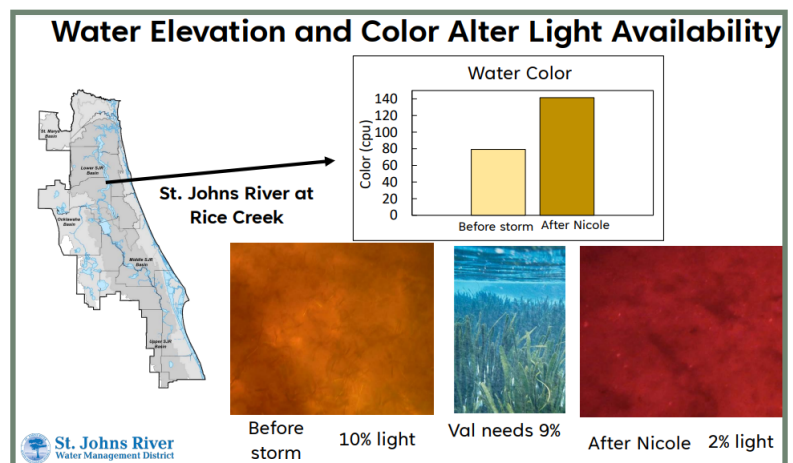 Water Elevation and Color Alter Light Availability
Water Color
Color (cpu)
140
120
100
80
60
40
20
0
Before storm
After Nicole
St. Marys
Basin
Lower SJR
Basin
Ocklawaha
Basin
Middle SJR
Basin
Upper SJR
Basin
St. Johns River at
Rice Creek
Before
storm
10% light
Val needs 9%
After Nicole
2% light
St. Johns River
Water Management District